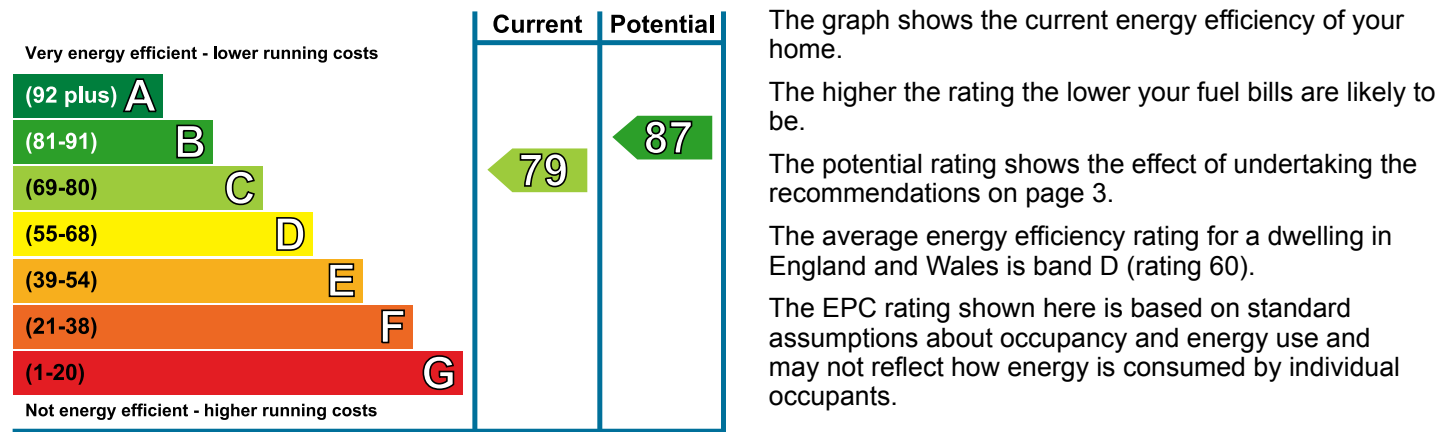 Current Potential
Very energy efficient - lower running costs
(92 plus) A
(81-91) B
87
(69-80) C
79
(55-68) D
(39-54) E
(21-38) F
(1-20) G
Not energy efficient - higher running costs
The graph shows the current energy efficiency of your
home.
The higher the rating the lower your fuel bills are likely to
be.
The potential rating shows the effect of undertaking the
recommendations on page 3.
The average energy efficiency rating for a dwelling in
England and Wales is band D (rating 60).
The EPC rating shown here is based on standard
assumptions about occupancy and energy use and
may not reflect how energy is consumed by individual
occupants.